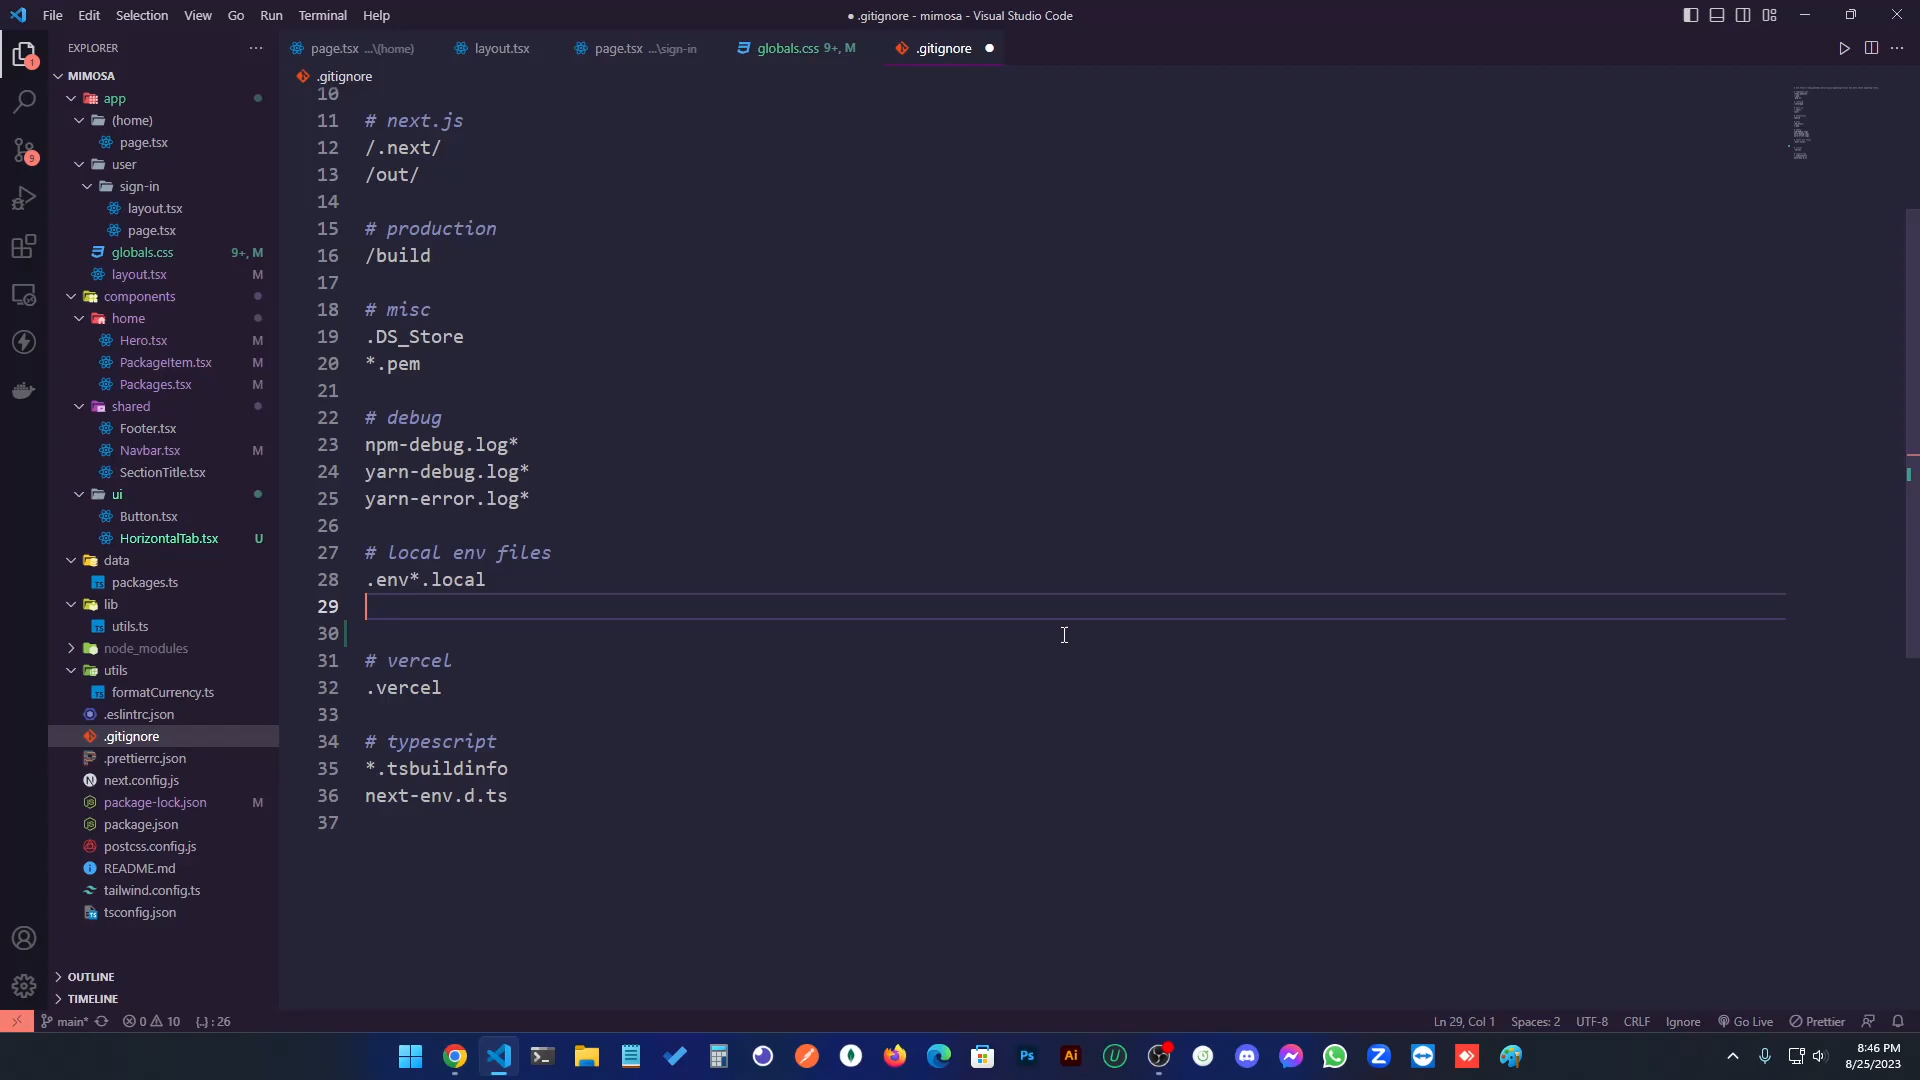 File Edit Selection View Go Run Terminal Help
● .gitignore - mimosa - Visual Studio Code
EXPLORER
page.tsx ...\(home)
layout.tsx
page.tsx ...\sign-in
globals.css 9+, M
.gitignore
MIMOSA
.gitignore
app
(home)
page.tsx
user
sign-in
layout.tsx
page.tsx
globals.css 9+, M
layout.tsx M
components
home
Hero.tsx M
PackageItem.tsx M
Packages.tsx M
shared
Footer.tsx
Navbar.tsx M
SectionTitle.tsx
ui
Button.tsx
HorizontalTab.tsx U
data
packages.ts
lib
utils.ts
node_modules
utils
formatCurrency.ts
.eslintrc.json
.gitignore
.prettierrc.json
next.config.js
package-lock.json M
package.json
postcss.config.js
README.md
tailwind.config.ts
tsconfig.json
OUTLINE
TIMELINE
1
9
10
11 # next.js
12 /.next/
13 /out/
14
15 # production
16 /build
17
18 # misc
19 .DS_Store
20 *.pem
21
22 # debug
23 npm-debug.log*
24 yarn-debug.log*
25 yarn-error.log*
26
27 # local env files
28 .env*.local
29
30
31 # vercel
32 .vercel
33
34 # typescript
35 *.tsbuildinfo
36 next-env.d.ts
37
main* 0 10 {..} : 26
Ln 29, Col 1 Spaces: 2 UTF-8 CRLF Ignore Go Live Prettier
Ps Ai
8:46 PM
8/25/2023